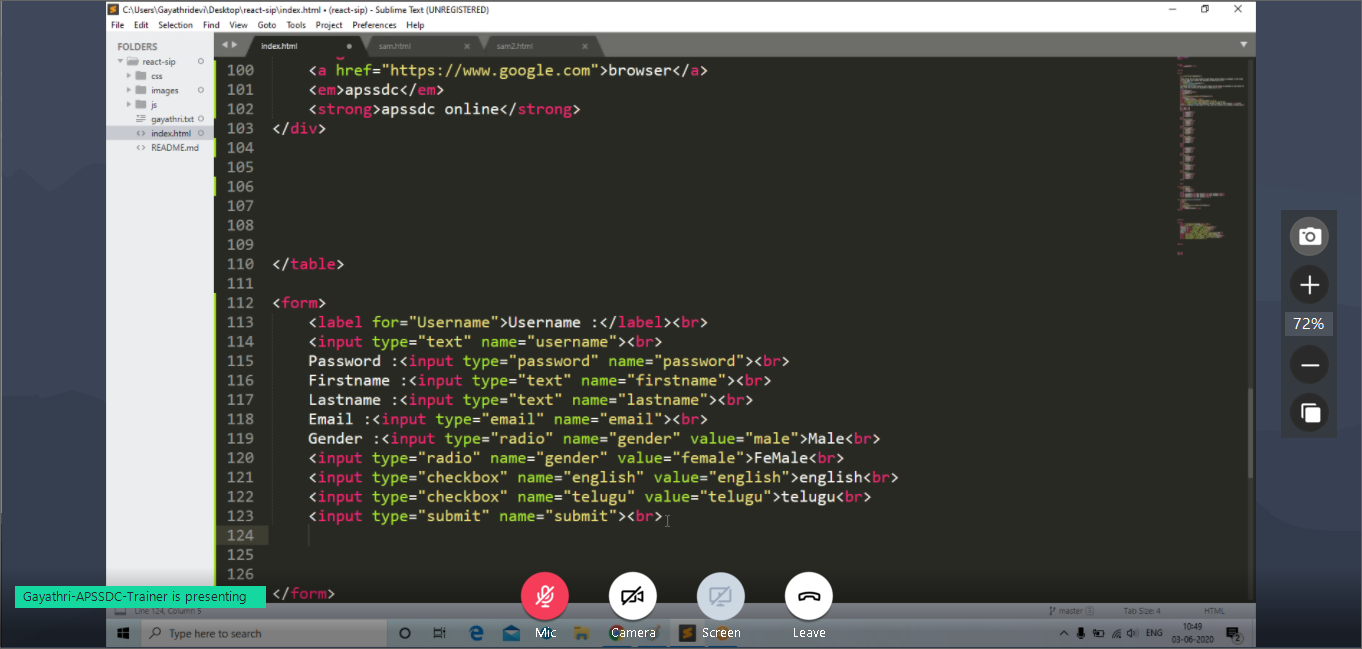 C:\Users\Gayathridevi\Desktop\react-sip\index.html • (react-sip) - Sublime Text (UNREGISTERED)
File Edit Selection Find View Goto Tools Project Preferences Help
FOLDERS
react-sip
css
images
js
gayathri.txt
index.html
README.md
index.html sam.html sam2.html
100 <a href="https://www.google.com">browser</a>
101 <em>apssdc</em>
102 <strong>apssdc online</strong>
103 </div>
104
105
106
107
108
109
110 </table>
111
112 <form>
113 <label for="Username">Username :</label><br>
114 <input type="text" name="username"><br>
115 Password :<input type="password" name="password"><br>
116 Firstname :<input type="text" name="firstname"><br>
117 Lastname :<input type="text" name="lastname"><br>
118 Email :<input type="email" name="email"><br>
119 Gender :<input type="radio" name="gender" value="male">Male<br>
120 <input type="radio" name="gender" value="female">FeMale<br>
121 <input type="checkbox" name="english" value="english">english<br>
122 <input type="checkbox" name="telugu" value="telugu">telugu<br>
123 <input type="submit" name="submit"><br>
124
125
126
</form>
72%
Gayathri-APSSDC-Trainer is presenting
Line 124, Column 5
master
Tab Size: 4
HTML
Mic Camera Screen Leave
Type here to search
ENG
10:49
03-06-2020
2